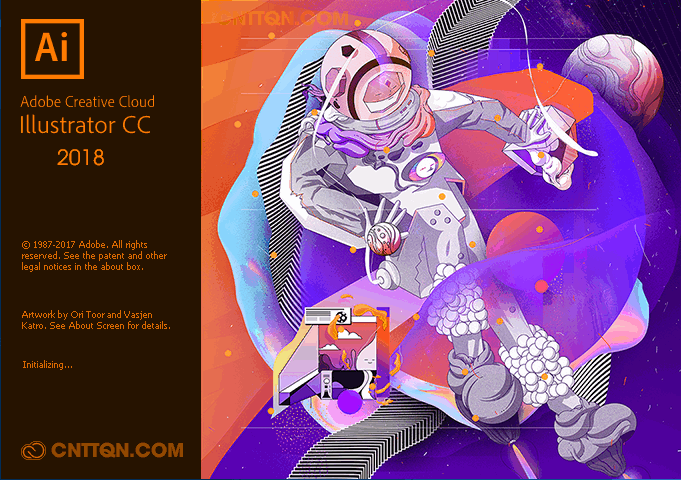 CNTTQN.COM
Ai
Adobe Creative Cloud
Illustrator CC
2018
© 1987-2017 Adobe. All rights
reserved. See the patent and other
legal notices in the about box.
Artwork by Ori Toor and Vasjen
Katro. See About Screen for details.
Initializing...
CNTTQN.COM